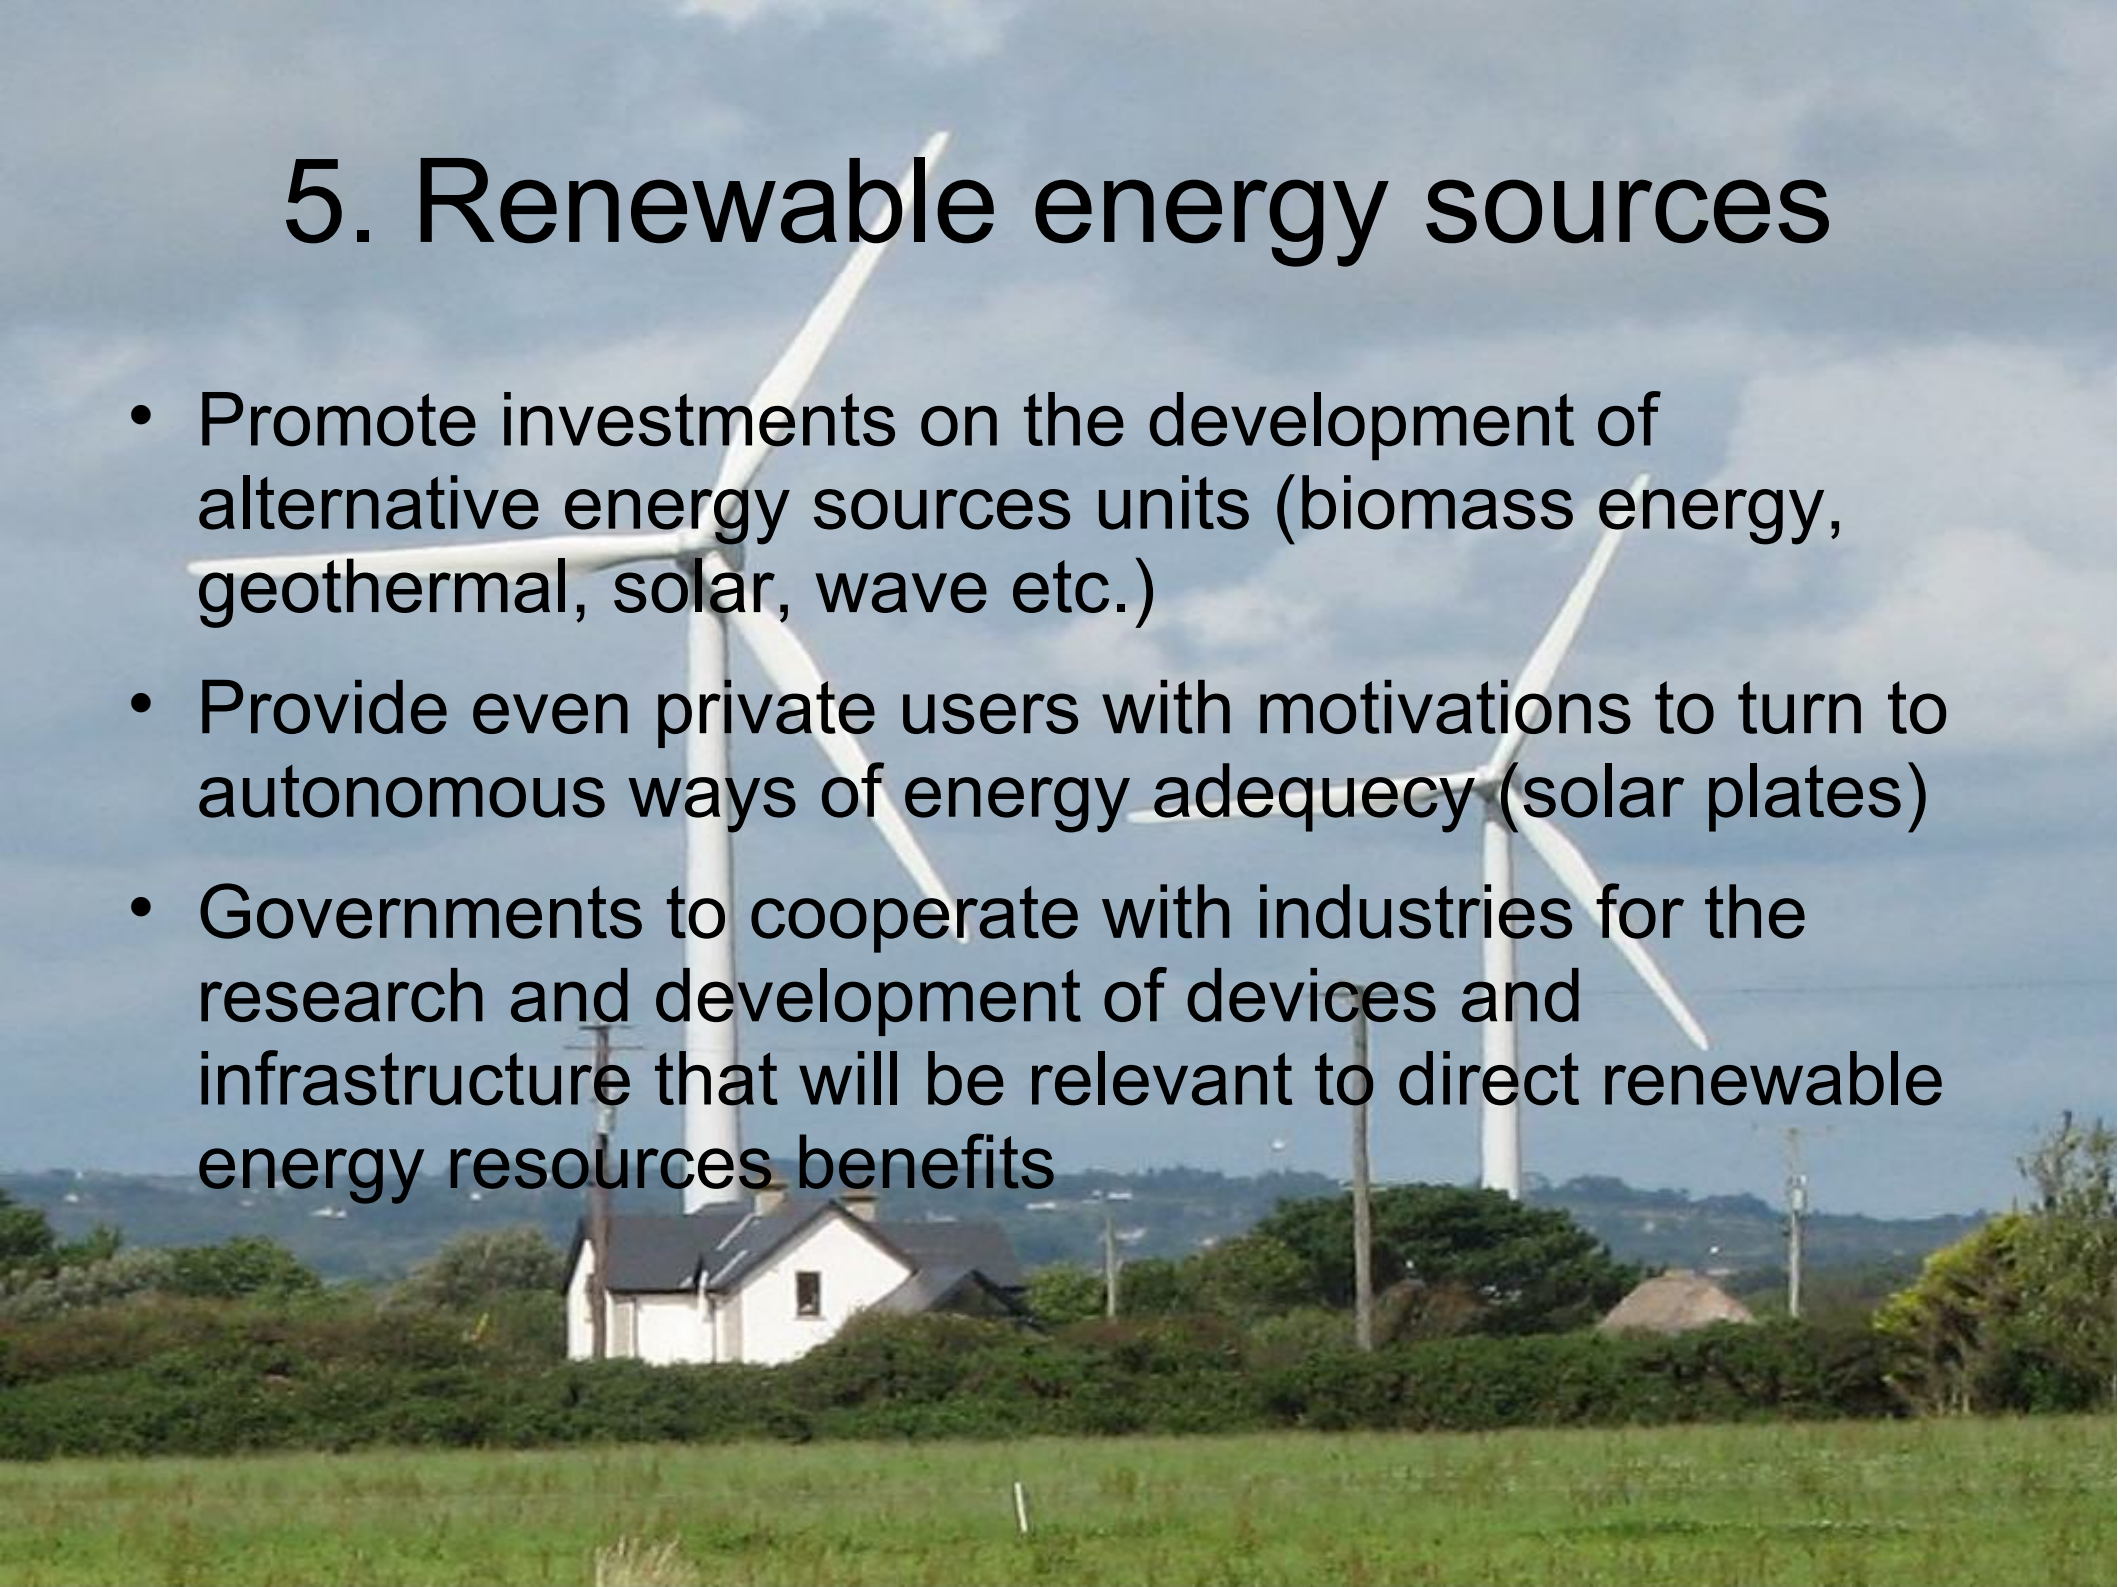 5. Renewable energy sources
• Promote investments on the development of
alternative energy sources units (biomass energy,
geothermal, solar, wave etc.)
• Provide even private users with motivations to turn to
autonomous ways of energy adequecy (solar plates)
• Governments to cooperate with industries for the
research and development of devices and
infrastructure that will be relevant to direct renewable
energy resources benefits